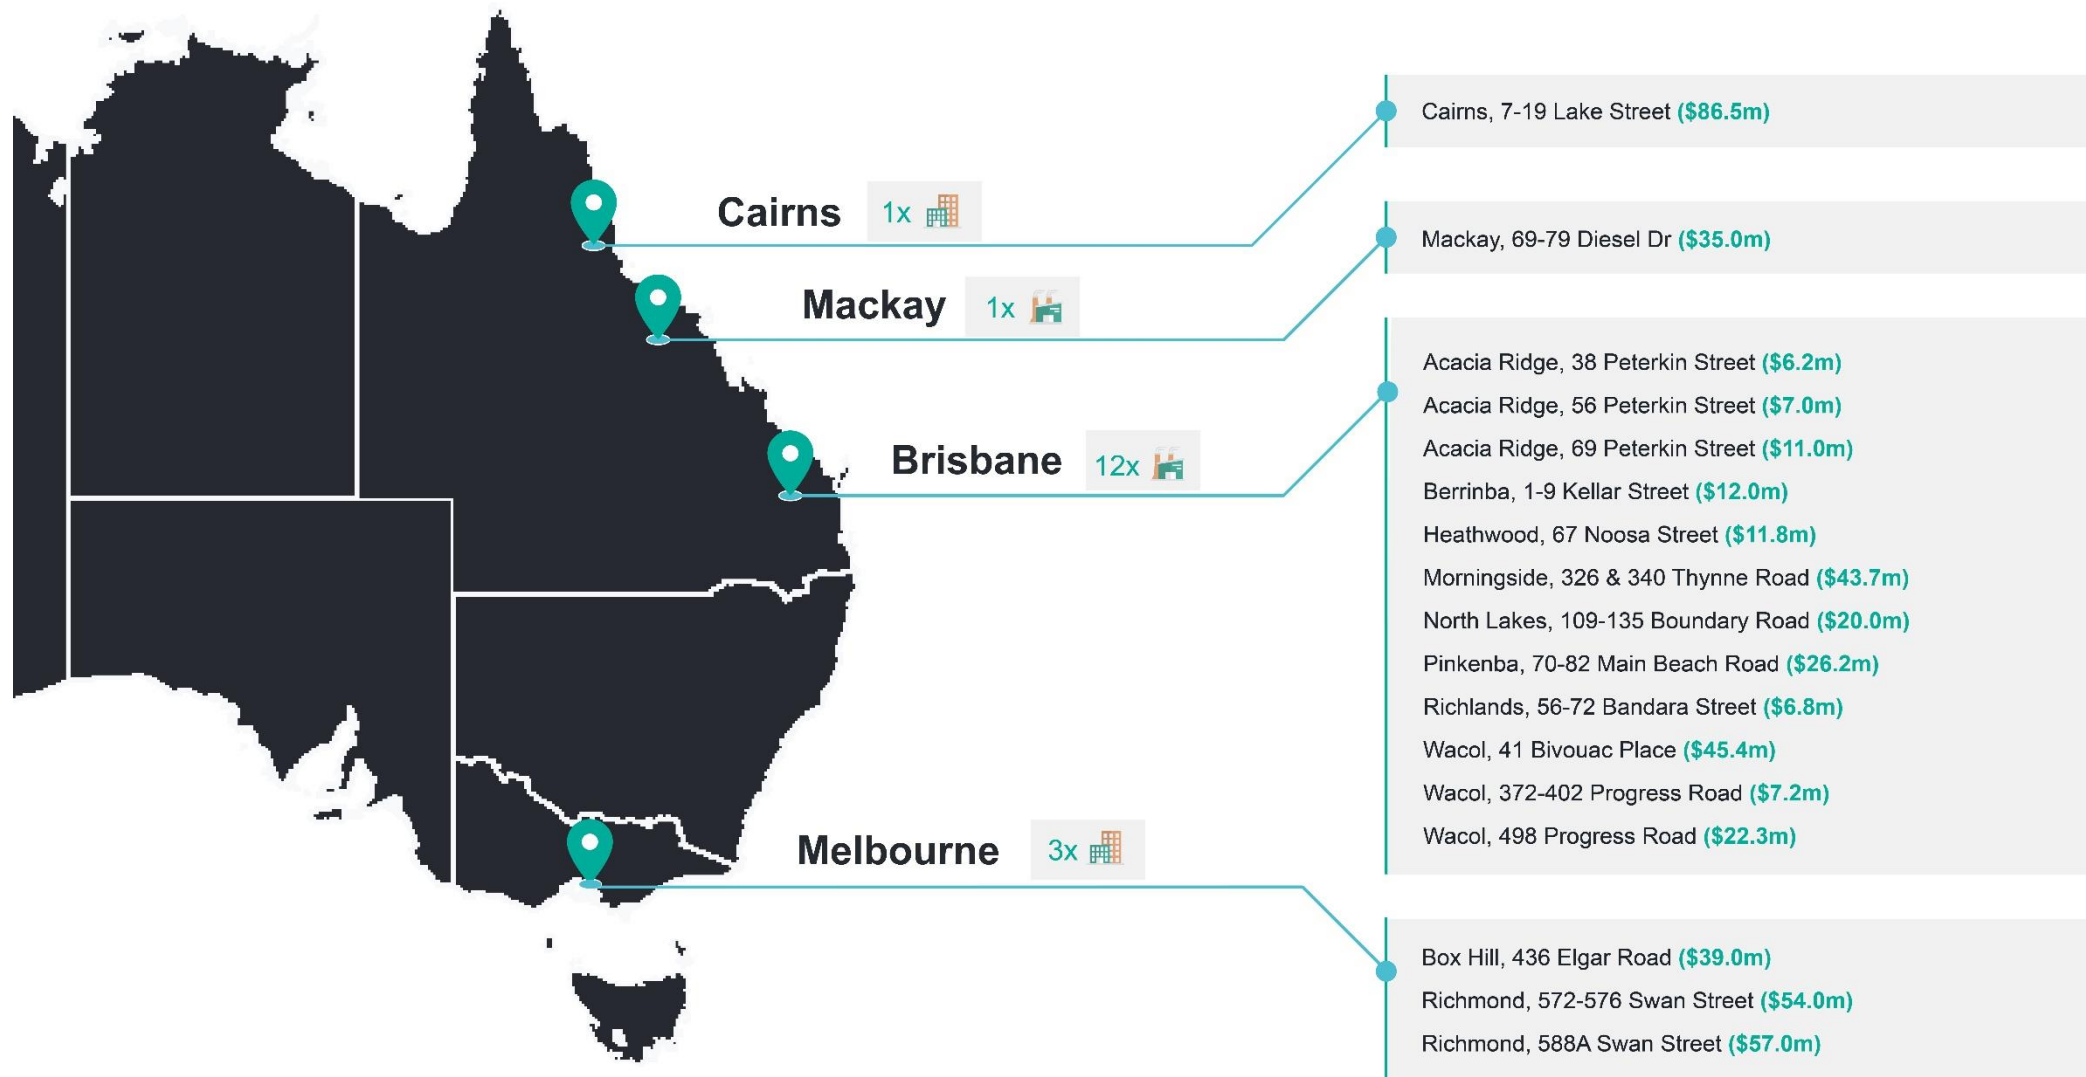 Cairns 1x
Cairns, 7-19 Lake Street ($86.5m)
Mackay 1x
Mackay, 69-79 Diesel Dr ($35.0m)
Brisbane 12x
Acacia Ridge, 38 Peterkin Street ($6.2m)
Acacia Ridge, 56 Peterkin Street ($7.0m)
Acacia Ridge, 69 Peterkin Street ($11.0m)
Berrinba, 1-9 Kellar Street ($12.0m)
Heathwood, 67 Noosa Street ($11.8m)
Morningside, 326 & 340 Thynne Road ($43.7m)
North Lakes, 109-135 Boundary Road ($20.0m)
Pinkenba, 70-82 Main Beach Road ($26.2m)
Richlands, 56-72 Bandara Street ($6.8m)
Wacol, 41 Bivouac Place ($45.4m)
Wacol, 372-402 Progress Road ($7.2m)
Wacol, 498 Progress Road ($22.3m)
Melbourne 3x
Box Hill, 436 Elgar Road ($39.0m)
Richmond, 572-576 Swan Street ($54.0m)
Richmond, 588A Swan Street ($57.0m)